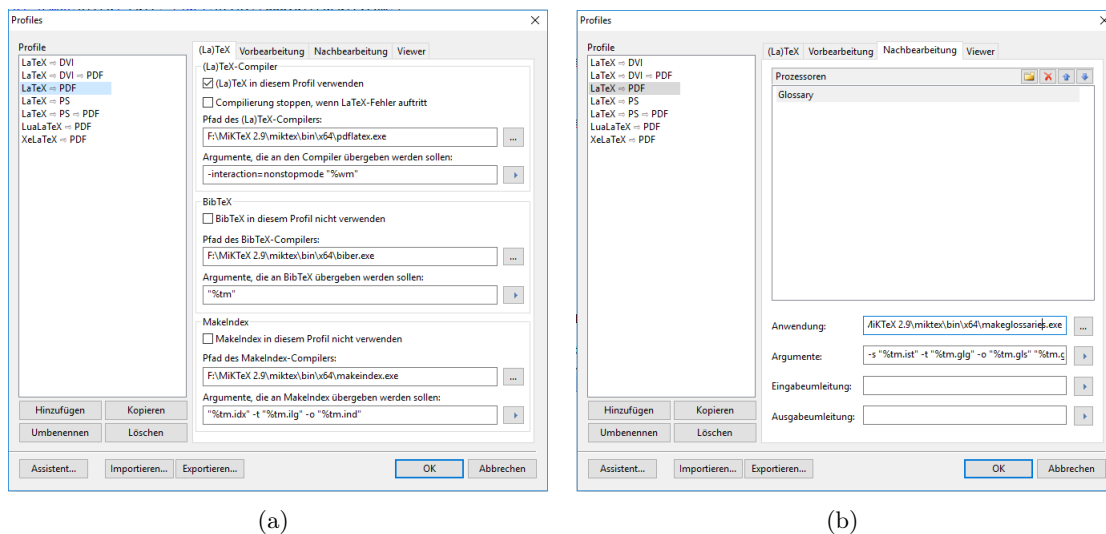 Profiles
Profile
LaTeX ⇨ DVI
LaTeX ⇨ DVI ⇨ PDF
LaTeX ⇨ PDF
LaTeX ⇨ PS
LaTeX ⇨ PS ⇨ PDF
LuaLaTeX ⇨ PDF
XeLaTeX ⇨ PDF
Hinzufügen
Kopieren
Umbenennen
Löschen
(La)TeX
Vorbearbeitung
Nachbearbeitung
Viewer
(La)TeX-Compiler
(La)TeX in diesem Profil verwenden
Compilierung stoppen, wenn LaTeX-Fehler auftritt
Pfad des (La)TeX-Compilers:
F:\MiKTeX 2.9\miktex\bin\x64\pdflatex.exe
...
Argumente, die an den Compiler übergeben werden sollen:
-interaction=nonstopmode "%wm"
BibTeX
BibTeX in diesem Profil nicht verwenden
Pfad des BibTeX-Compilers:
F:\MiKTeX 2.9\miktex\bin\x64\biber.exe
...
Argumente, die an BibTeX übergeben werden sollen:
"%tm"
MakeIndex
MakeIndex in diesem Profil nicht verwenden
Pfad des MakeIndex-Compilers:
F:\MiKTeX 2.9\miktex\bin\x64\makeindex.exe
...
Argumente, die an MakeIndex übergeben werden sollen:
"%tm.idx" -t "%tm.ilg" -o "%tm.ind"
Assistent...
Importieren...
Exportieren...
OK
Abbrechen
(a)
Profiles
Profile
LaTeX ⇨ DVI
LaTeX ⇨ DVI ⇨ PDF
LaTeX ⇨ PDF
LaTeX ⇨ PS
LaTeX ⇨ PS ⇨ PDF
LuaLaTeX ⇨ PDF
XeLaTeX ⇨ PDF
Hinzufügen
Kopieren
Umbenennen
Löschen
(La)TeX
Vorbearbeitung
Nachbearbeitung
Viewer
Prozessoren
Glossary
Anwendung:
MiKTeX 2.9\miktex\bin\x64\makeglossaries.exe
...
Argumente:
-s "%tm.ist" -t "%tm.glg" -o "%tm.gls" "%tm.g
Eingabeumleitung:
Ausgabeumleitung:
Assistent...
Importieren...
Exportieren...
OK
Abbrechen
(b)